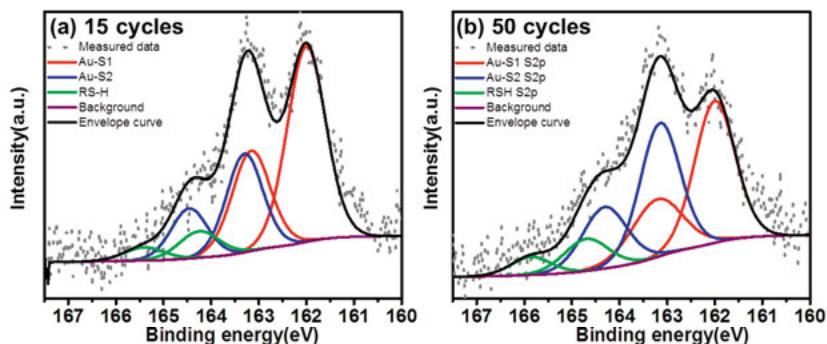 (a) 15 cycles
Measured data
Au-S1
Au-S2
RS-H
Background
Envelope curve
Intensity(a.u.)
167 166 165 164 163 162 161 160
Binding energy(eV)
(b) 50 cycles
Measured data
Au-S1 S2p
Au-S2 S2p
RSH S2p
Background
Envelope curve
Intensity(a.u.)
167 166 165 164 163 162 161 160
Binding energy(eV)